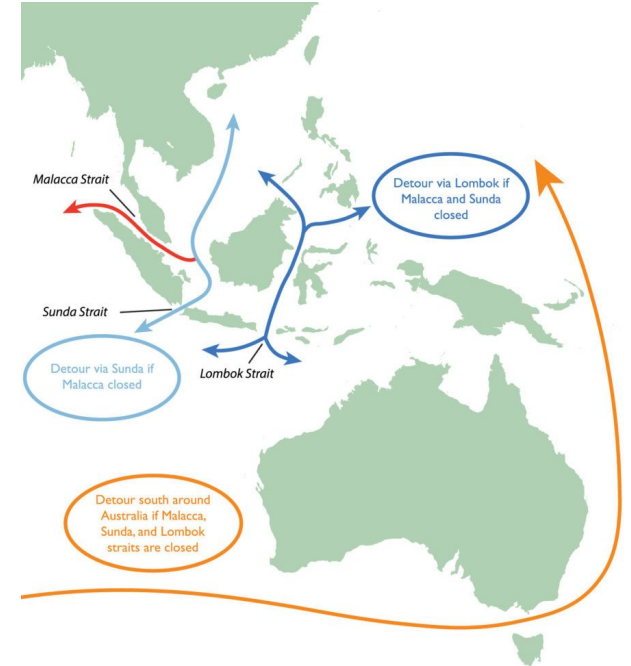 Malacca Strait
Detour via Lombok if
Malacca and Sunda
closed
Sunda Strait
Detour via Sunda if
Malacca closed
Lombok Strait
Detour south around
Australia if Malacca,
Sunda, and Lombok
straits are closed